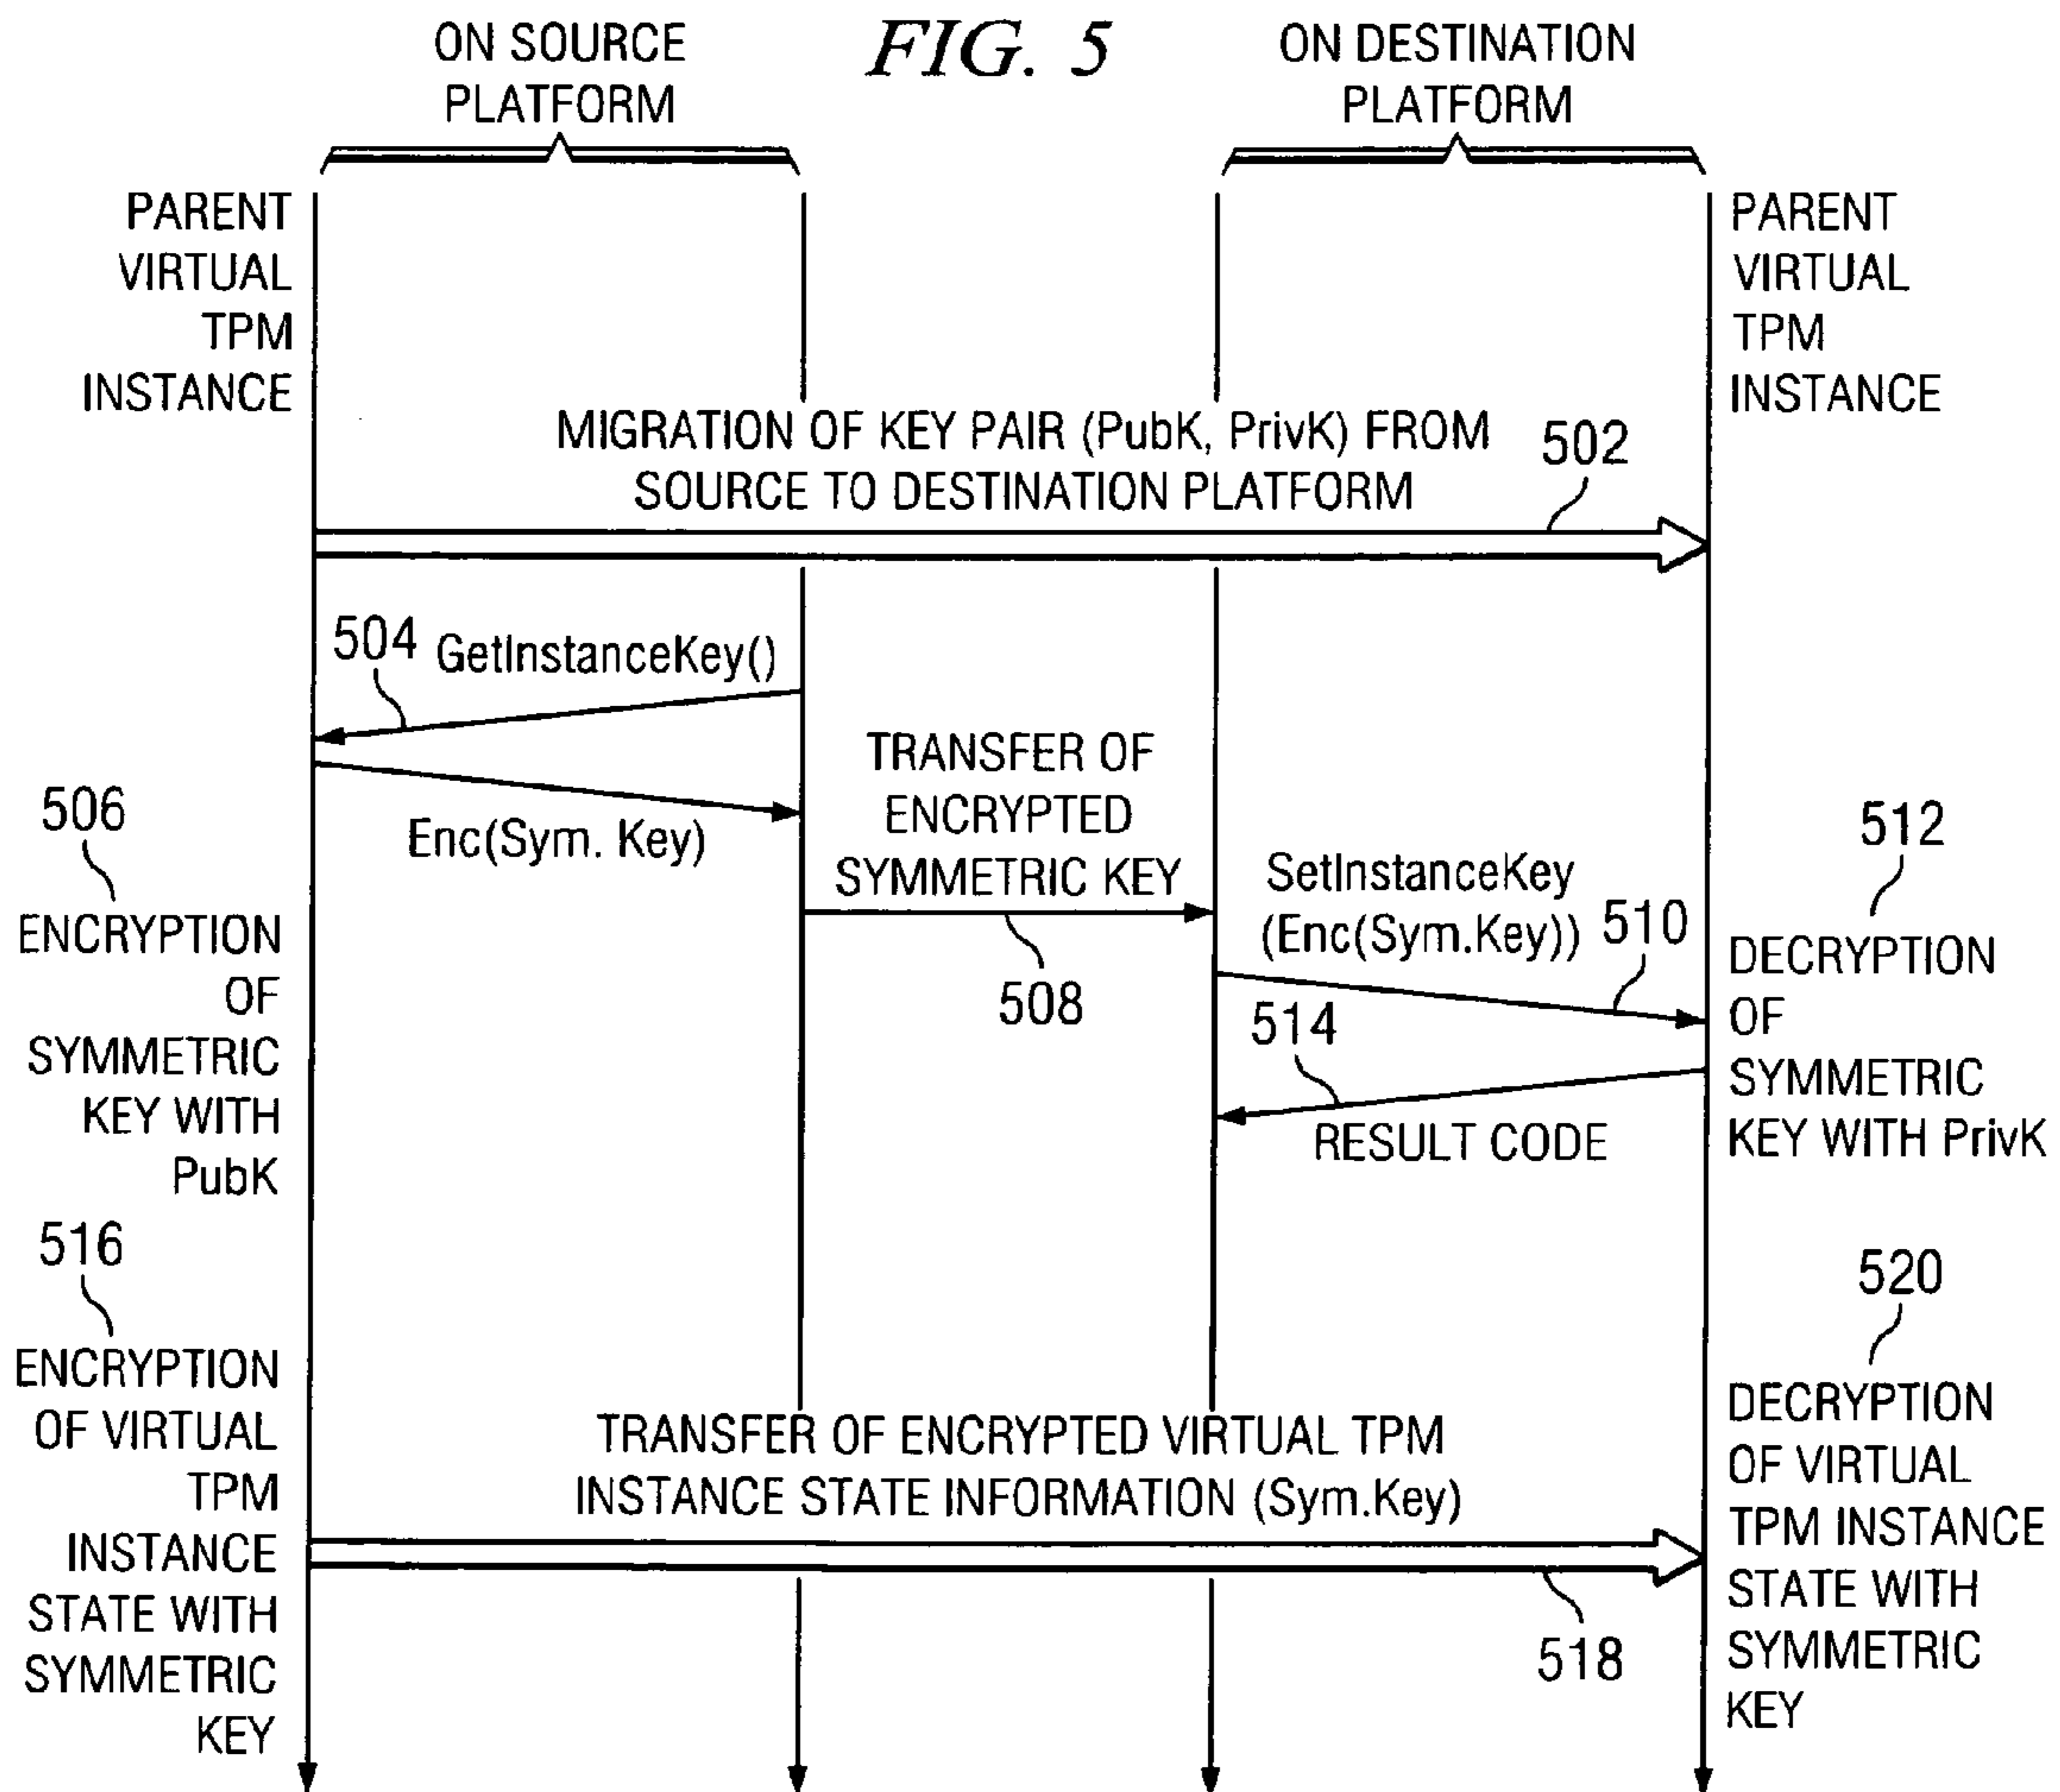 FIG. 5
ON SOURCE
PLATFORM
ON DESTINATION
PLATFORM
PARENT
VIRTUAL
TPM
INSTANCE
PARENT
VIRTUAL
TPM
INSTANCE
MIGRATION OF KEY PAIR (PubK, PrivK) FROM
SOURCE TO DESTINATION PLATFORM
502
504
GetInstanceKey()
Enc(Sym. Key)
506
ENCRYPTION
OF
SYMMETRIC
KEY WITH
PubK
TRANSFER OF
ENCRYPTED
SYMMETRIC KEY
508
SetInstanceKey
(Enc(Sym.Key))
510
512
DECRYPTION
OF
SYMMETRIC
KEY WITH PrivK
514
RESULT CODE
516
ENCRYPTION
OF VIRTUAL
TPM
INSTANCE
STATE WITH
SYMMETRIC
KEY
TRANSFER OF ENCRYPTED VIRTUAL TPM
INSTANCE STATE INFORMATION (Sym.Key)
518
520
DECRYPTION
OF VIRTUAL
TPM INSTANCE
STATE WITH
SYMMETRIC
KEY